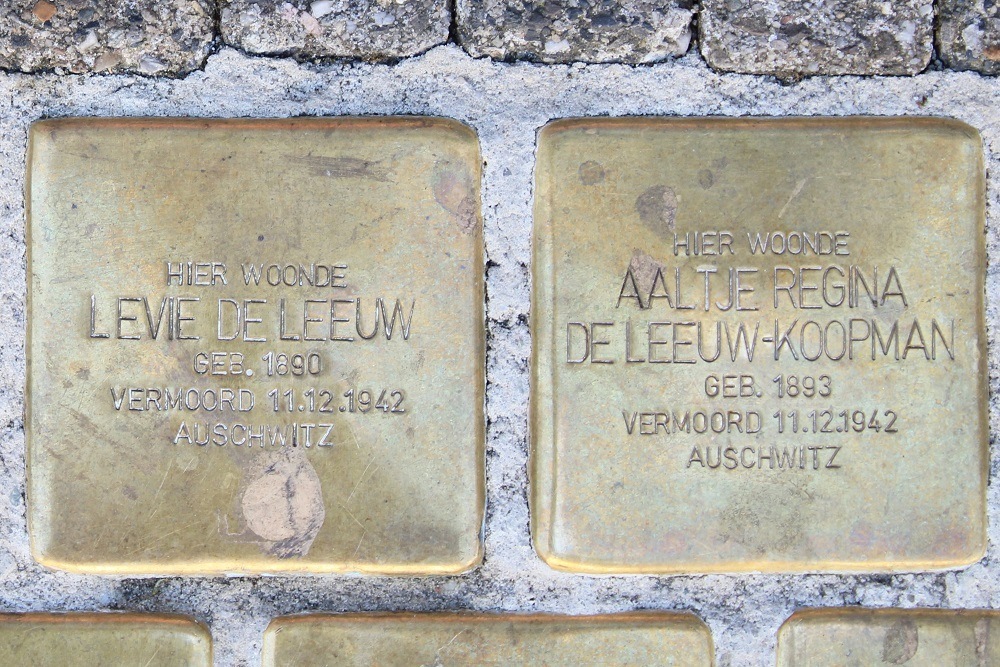 HIER WOONDE
LEVIE DE LEEUW
GEB. 1890
VERMOORD 11.12.1942
AUSCHWITZ
HIER WOONDE
AALTJE REGINA
DE LEEUW-KOOPMAN
GEB. 1893
VERMOORD 11.12.1942
AUSCHWITZ